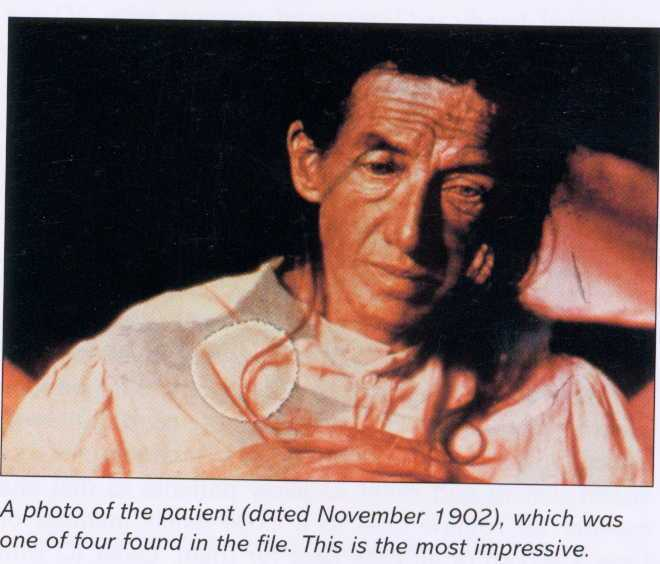 A photo of the patient (dated November 1902), which was
one of four found in the file. This is the most impressive.